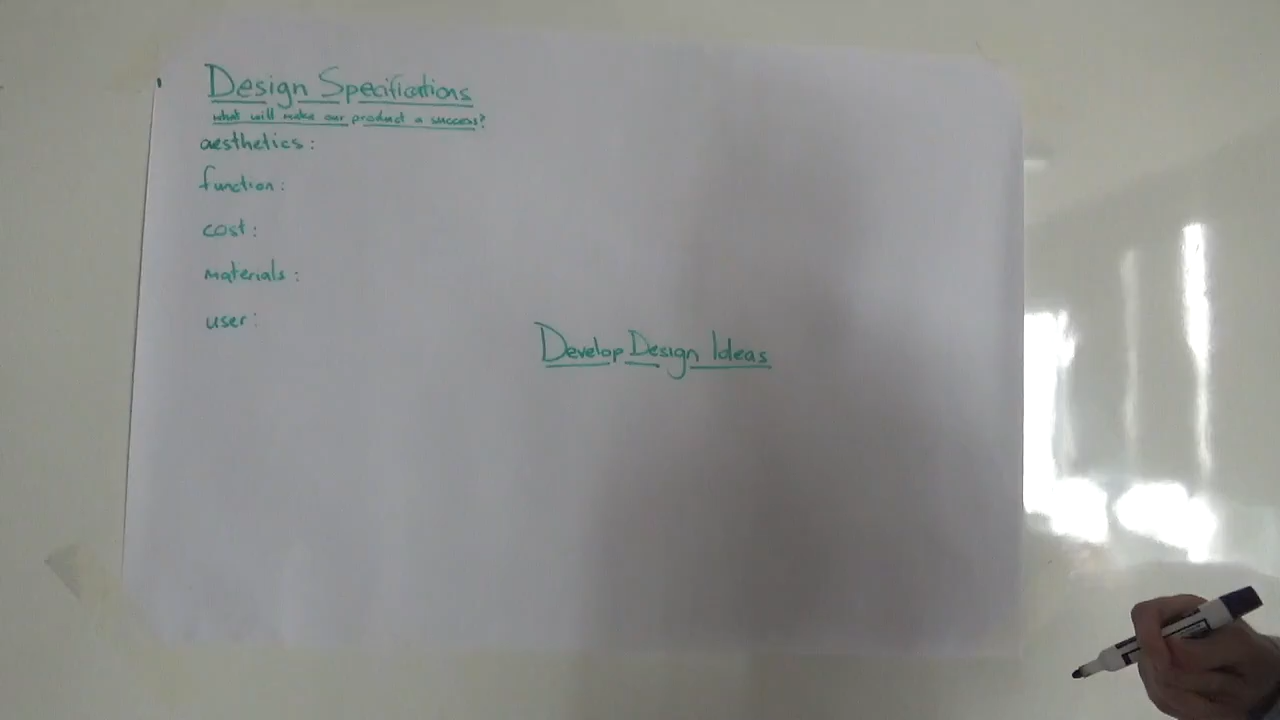 Design Specifications
what will make our product a success?
aesthetics:
function:
cost:
materials:
user:
Develop Design Ideas